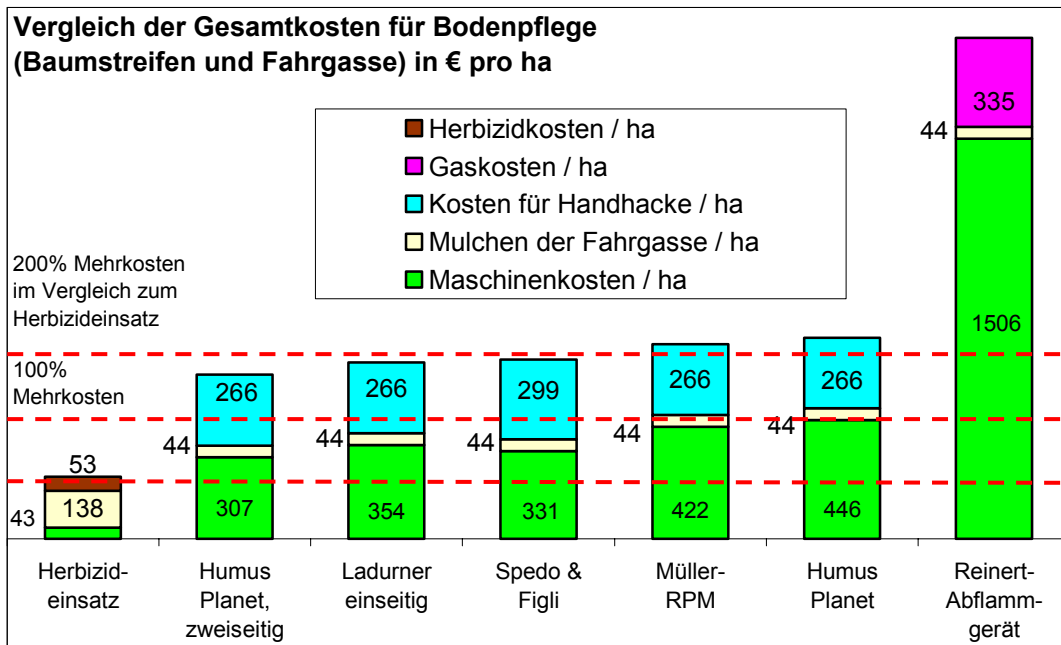 Vergleich der Gesamtkosten für Bodenpflege
(Baumstreifen und Fahrgasse) in € pro ha
Herbizidkosten / ha
Gaskosten / ha
Kosten für Handhacke / ha
Mulchen der Fahrgasse / ha
Maschinenkosten / ha
200% Mehrkosten
im Vergleich zum
Herbizideinsatz
100%
Mehrkosten
53
138
43
266
44
307
266
44
354
299
44
331
266
44
422
266
44
446
335
44
1506
Herbizid-
einsatz
Humus
Planet,
zweiseitig
Ladurner
einseitig
Spedo &
Figli
Müller-
RPM
Humus
Planet
Reinert-
Abflamm-
gerät